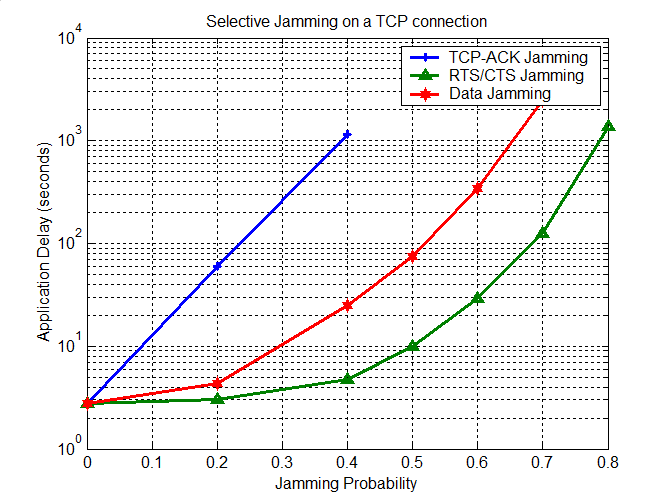 Selective Jamming on a TCP connection
10^4
10^3
10^2
10^1
10^0
Application Delay (seconds)
TCP-ACK Jamming
RTS/CTS Jamming
Data Jamming
0 0.1 0.2 0.3 0.4 0.5 0.6 0.7 0.8
Jamming Probability